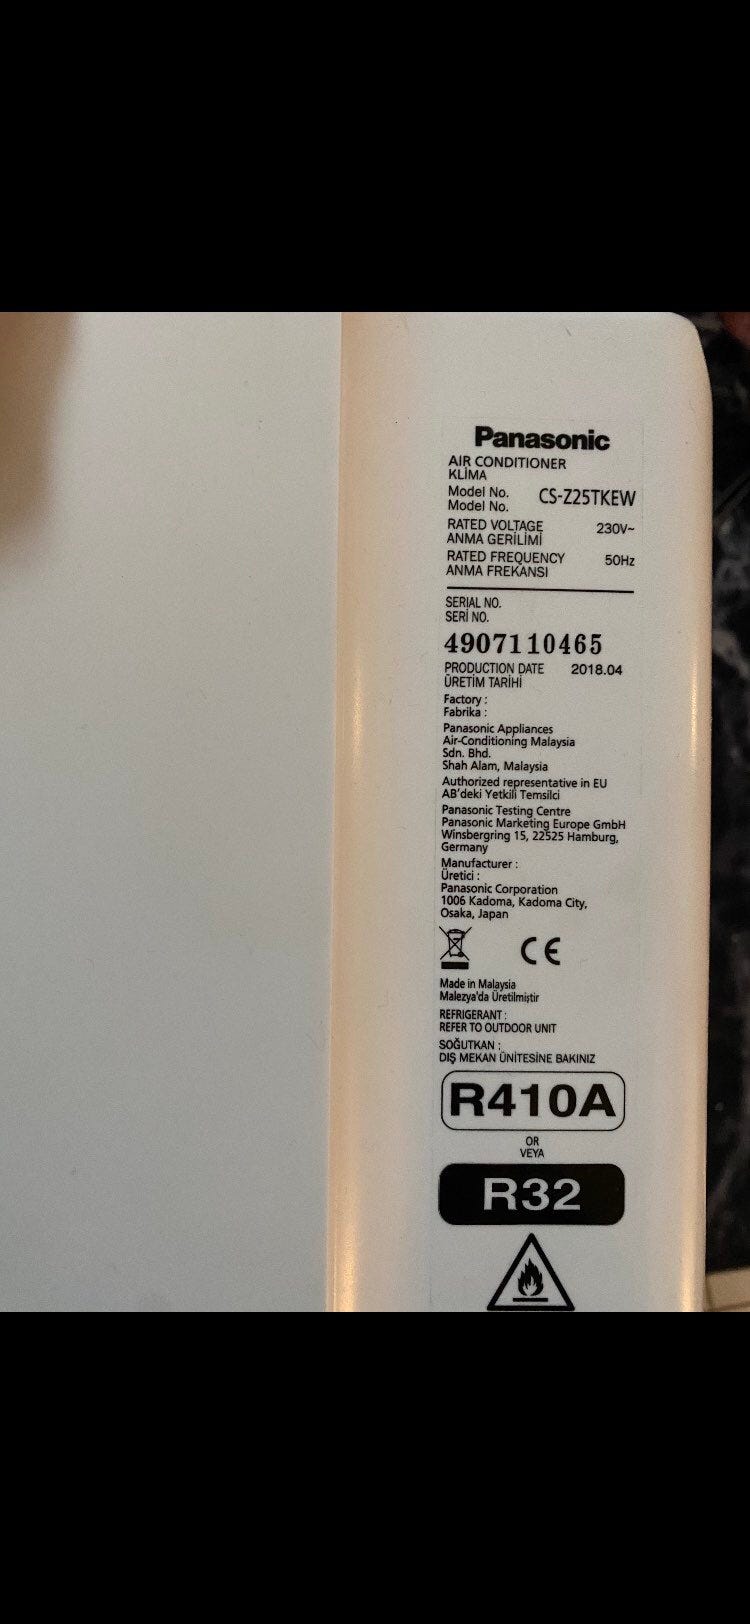 Panasonic
AIR CONDITIONER
KLİMA
Model No. CS-Z25TKEW
Model No.
RATED VOLTAGE 230V~
ANMA GERİLİMİ
RATED FREQUENCY 50Hz
ANMA FREKANSI
SERIAL NO.
SERİ NO.
4907110465
PRODUCTION DATE 2018.04
ÜRETİM TARİHİ
Factory :
Fabrika :
Panasonic Appliances
Air-Conditioning Malaysia
Sdn. Bhd.
Shah Alam, Malaysia
Authorized representative in EU
AB'deki Yetkili Temsilci
Panasonic Testing Centre
Panasonic Marketing Europe GmbH
Winsbergring 15, 22525 Hamburg,
Germany
Manufacturer :
Üretici :
Panasonic Corporation
1006 Kadoma, Kadoma City,
Osaka, Japan
CE
Made in Malaysia
Malezya'da Üretilmiştir
REFRIGERANT :
REFER TO OUTDOOR UNIT
SOĞUTKAN :
DIŞ MEKAN ÜNİTESİNE BAKINIZ
R410A
OR
VEYA
R32